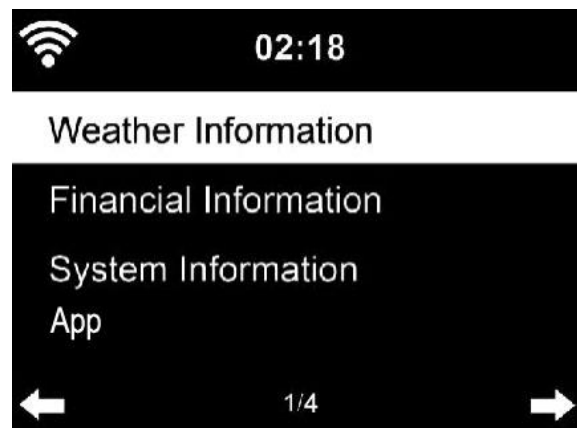 02:18
Weather Information
Financial Information
System Information
App
1/4